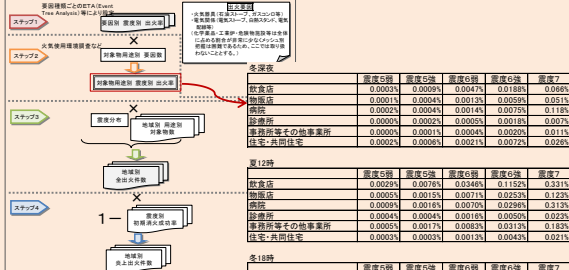 要因種類ごとのETA(Event
Tree Analysis)等により設定
ステップ1
要因別 震度別 出火率
×
火気使用環境調査など
ステップ2
対象物用途別 要因数
対象物用途別 震度別 出火率
×
ステップ3
震度分布
地域別 用途別
対象物数
地域別
全出火件数
×
ステップ4
1－
震度別
初期消火成功率
地域別
炎上出火件数
出火要因
・火気器具(石油ストーブ、ガスコンロ等)
・電気関係(電気ストーブ、白熱スタンド、電気
配線等)
(化学薬品・工業炉・危険物施設等は全体
に占める割合が非常に少なくメッシュ別
把握は困難であるため、ここでは取り扱
わないこととする。)
冬深夜
震度5弱 震度5強 震度6弱 震度6強 震度7
飲食店 0.0003% 0.0009% 0.0047% 0.0188% 0.066%
物販店 0.0001% 0.0004% 0.0013% 0.0059% 0.051%
病院 0.0002% 0.0004% 0.0014% 0.0075% 0.118%
診療所 0.0000% 0.0002% 0.0005% 0.0018% 0.007%
事務所等その他事業所 0.0000% 0.0001% 0.0004% 0.0020% 0.011%
住宅・共同住宅 0.0002% 0.0006% 0.0021% 0.0072% 0.026%
夏12時
震度5弱 震度5強 震度6弱 震度6強 震度7
飲食店 0.0029% 0.0076% 0.0346% 0.1152% 0.331%
物販店 0.0005% 0.0015% 0.0071% 0.0253% 0.123%
病院 0.0009% 0.0016% 0.0070% 0.0296% 0.313%
診療所 0.0004% 0.0004% 0.0016% 0.0050% 0.023%
事務所等その他事業所 0.0005% 0.0017% 0.0083% 0.0313% 0.183%
住宅・共同住宅 0.0003% 0.0003% 0.0013% 0.0043% 0.021%
冬18時
震度5弱 震度5強 震度6弱 震度6強 震度7